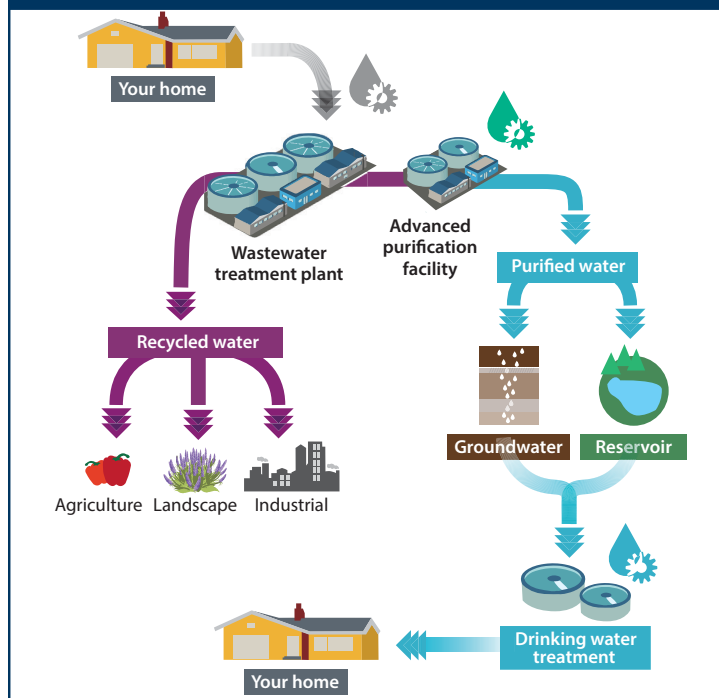 Your home
Wastewater
treatment plant
Advanced
purification
facility
Purified water
Recycled water
Groundwater
Reservoir
Agriculture
Landscape
Industrial
Drinking water
treatment
Your home